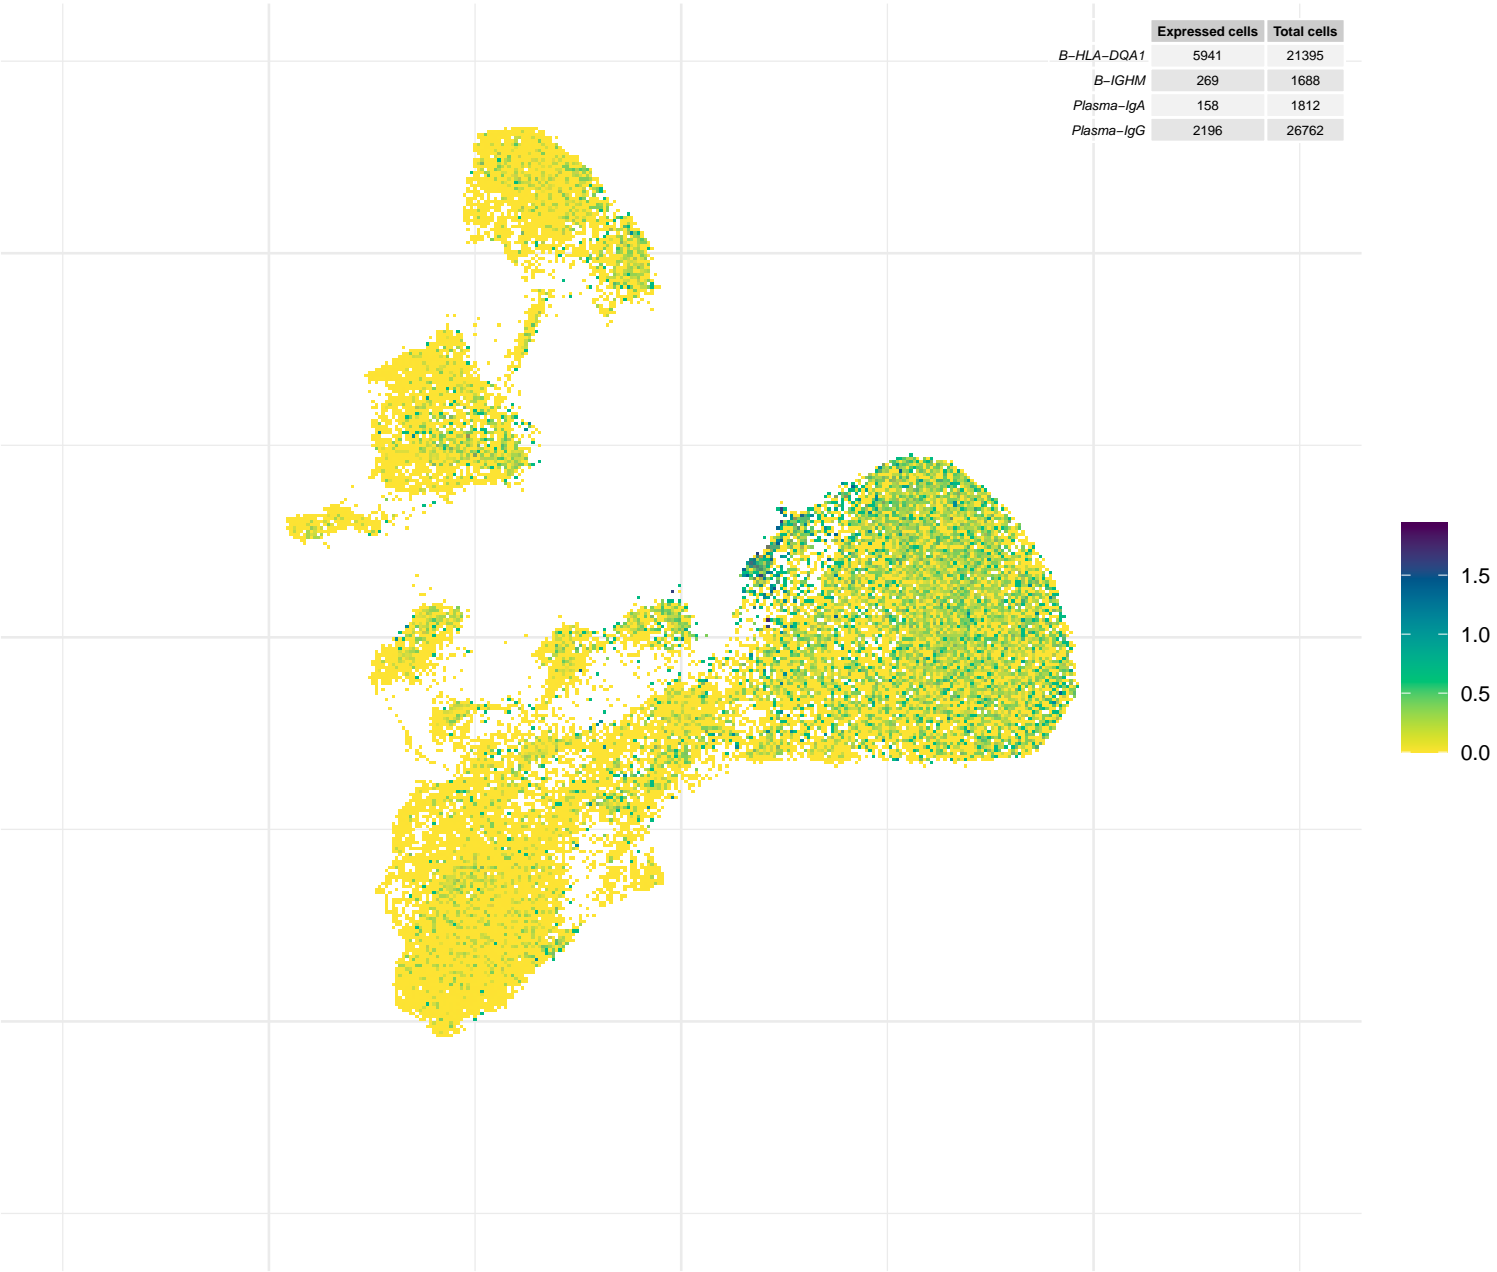 Expressed cells Total cells
B−HLA−DQA1 5941 21395
B−IGHM 269 1688
Plasma−IgA 158 1812
Plasma−IgG 2196 26762
1.5
1.0
0.5
0.0